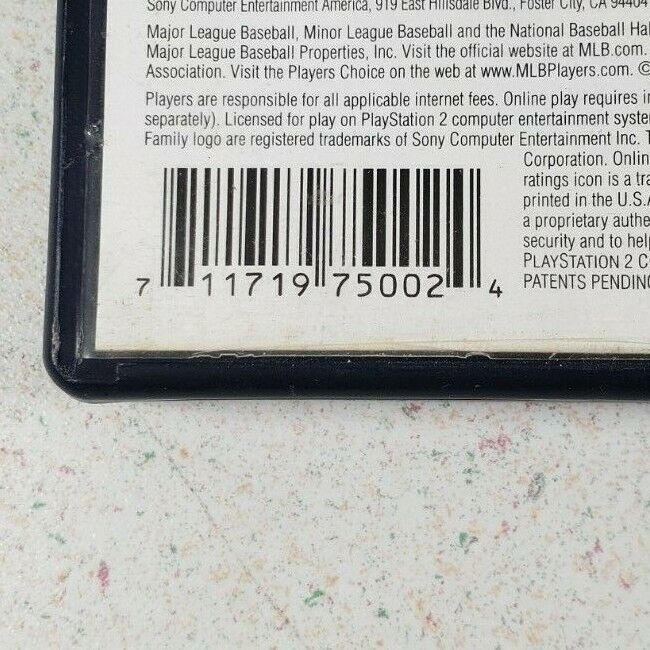 Sony Computer Entertainment America, 919 East Hillsdale Blvd., Foster City, CA 94404
Major League Baseball, Minor League Baseball and the National Baseball Hal
Major League Baseball Properties, Inc. Visit the official website at MLB.com.
Association. Visit the Players Choice on the web at www.MLBPlayers.com. ©
Players are responsible for all applicable internet fees. Online play requires i
separately). Licensed for play on PlayStation 2 computer entertainment syste
Family logo are registered trademarks of Sony Computer Entertainment Inc. T
Corporation. Onlin
ratings icon is a tra
printed in the U.S.A
a proprietary authe
security and to help
PLAYSTATION 2 C
PATENTS PENDING
7 11719 75002 4